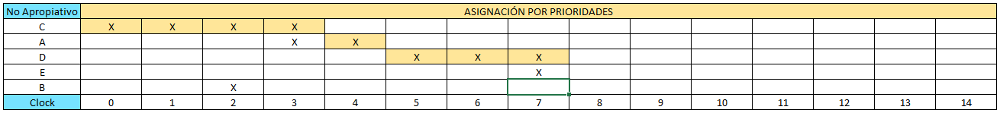 No Apropiativo ASIGNACIÓN POR PRIORIDADES
C X X X X
A X X
D X X X
E X
B X
Clock 0 1 2 3 4 5 6 7 8 9 10 11 12 13 14